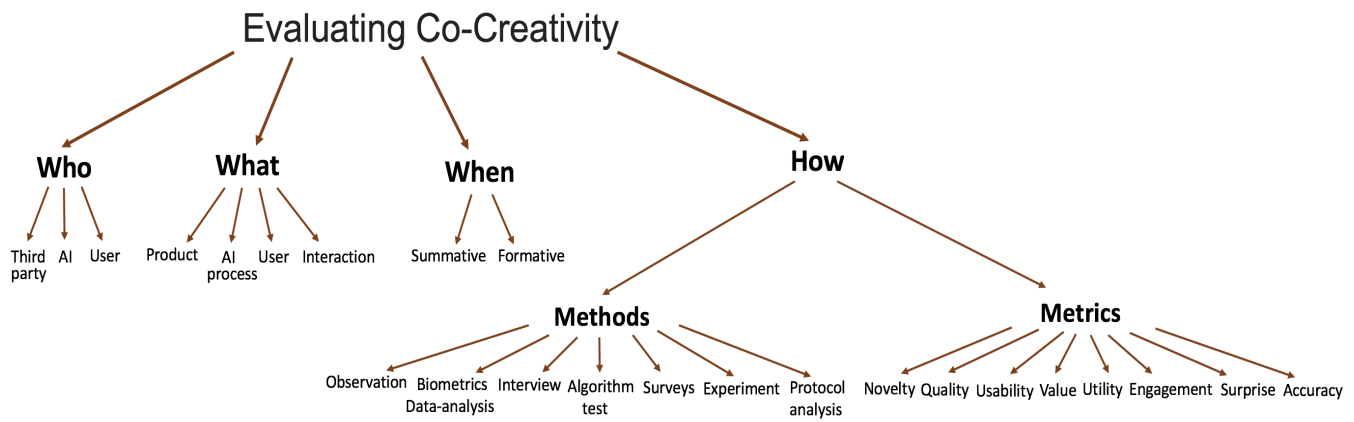 Evaluating Co-Creativity
Who
What
When
How
Third
party
AI
User
Product
AI
process
User
Interaction
Summative
Formative
Methods
Metrics
Observation
Biometrics
Data-analysis
Interview
Algorithm
test
Surveys
Experiment
Protocol
analysis
Novelty
Quality
Usability
Value
Utility
Engagement
Surprise
Accuracy